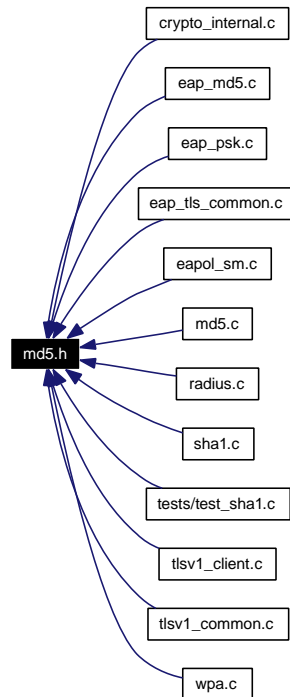 crypto_internal.c
eap_md5.c
eap_psk.c
eap_tls_common.c
eapol_sm.c
md5.c
md5.h
radius.c
sha1.c
tests/test_sha1.c
tlsv1_client.c
tlsv1_common.c
wpa.c